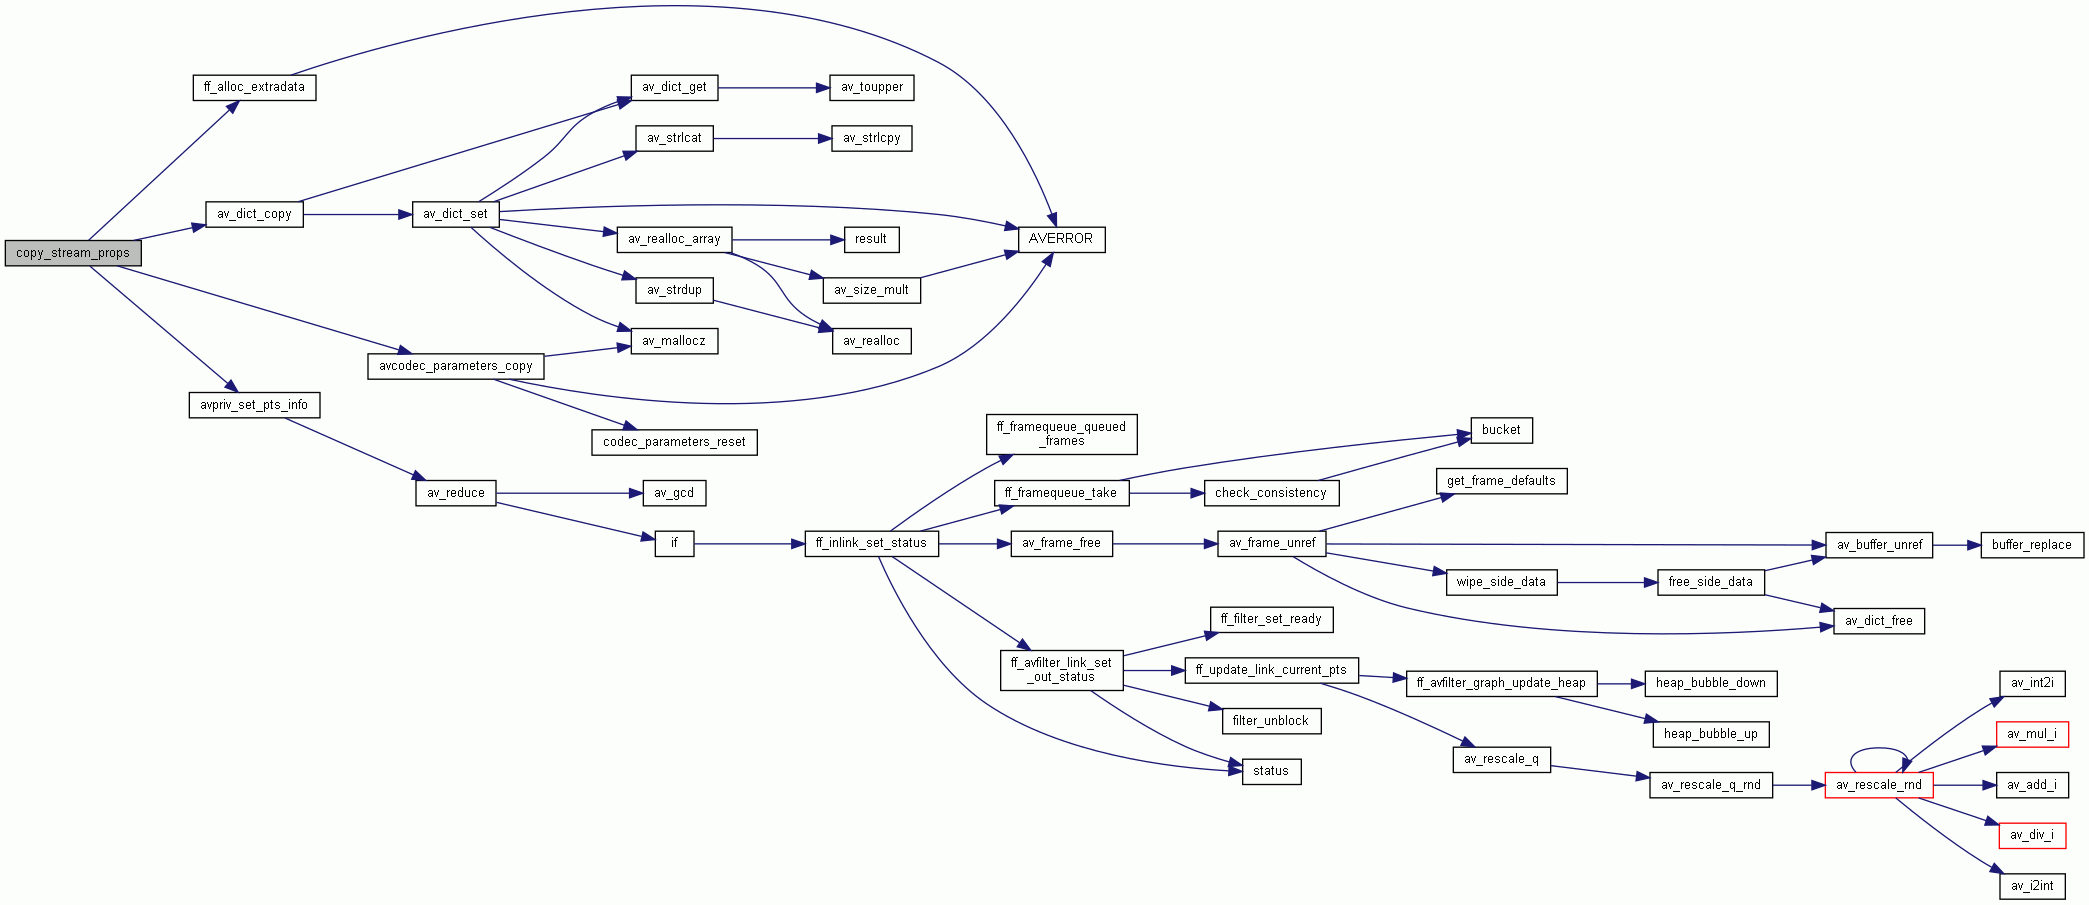 ff_alloc_extradata
av_dict_get
av_toupper
av_strlcat
av_strlcpy
av_dict_copy
av_dict_set
copy_stream_props
av_realloc_array
result
AVERROR
av_strdup
av_size_mult
av_mallocz
av_realloc
avcodec_parameters_copy
avpriv_set_pts_info
codec_parameters_reset
ff_framequeue_queued
_frames
bucket
av_reduce
av_gcd
ff_framequeue_take
check_consistency
get_frame_defaults
if
ff_inlink_set_status
av_frame_free
av_frame_unref
av_buffer_unref
buffer_replace
wipe_side_data
free_side_data
av_dict_free
ff_filter_set_ready
ff_avfilter_link_set
_out_status
ff_update_link_current_pts
ff_avfilter_graph_update_heap
heap_bubble_down
av_int2i
filter_unblock
heap_bubble_up
av_mul_i
status
av_rescale_q
av_rescale_q_rnd
av_rescale_rnd
av_add_i
av_div_i
av_i2int